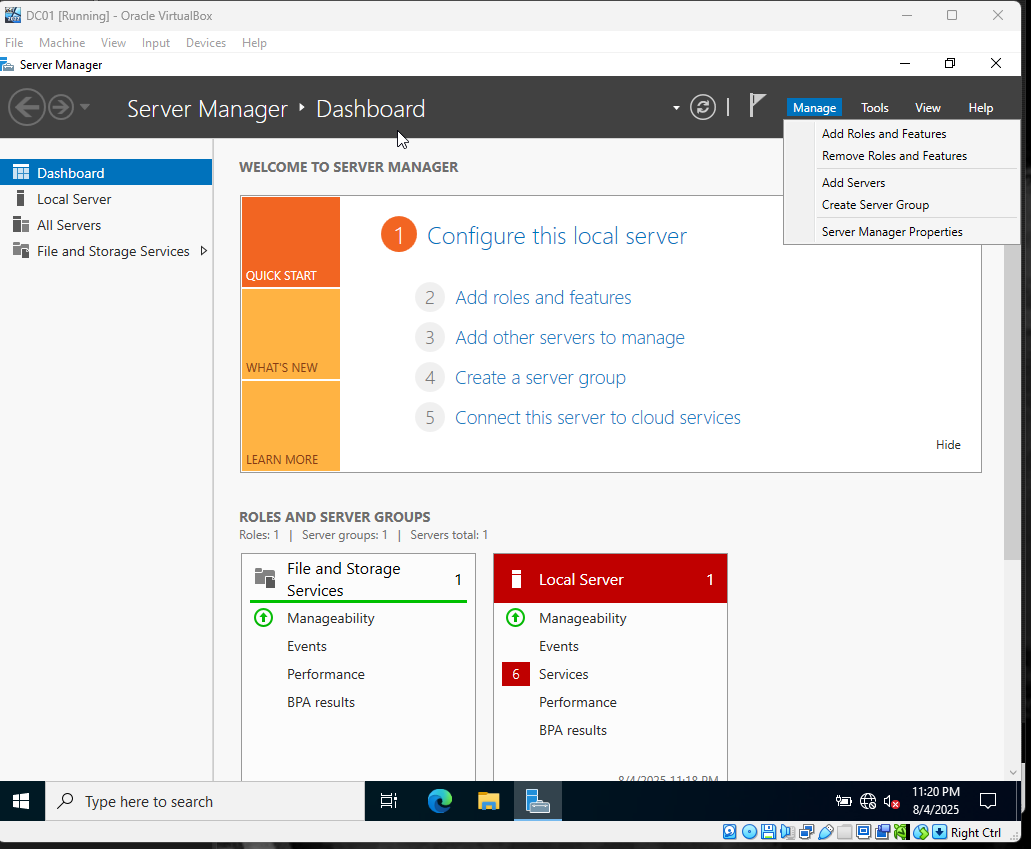 DC01 [Running] - Oracle VirtualBox
File Machine View Input Devices Help
Server Manager
Server Manager Dashboard
Manage Tools View Help
Add Roles and Features
Remove Roles and Features
Add Servers
Create Server Group
Server Manager Properties
Dashboard
Local Server
All Servers
File and Storage Services
WELCOME TO SERVER MANAGER
QUICK START
WHAT'S NEW
LEARN MORE
1 Configure this local server
2 Add roles and features
3 Add other servers to manage
4 Create a server group
5 Connect this server to cloud services
Hide
ROLES AND SERVER GROUPS
Roles: 1 | Server groups: 1 | Servers total: 1
File and Storage
Services
1
Manageability
Events
Performance
BPA results
Local Server 1
Manageability
Events
6 Services
Performance
BPA results
8/4/2025 11:18 PM
Type here to search
11:20 PM
8/4/2025
Right Ctrl